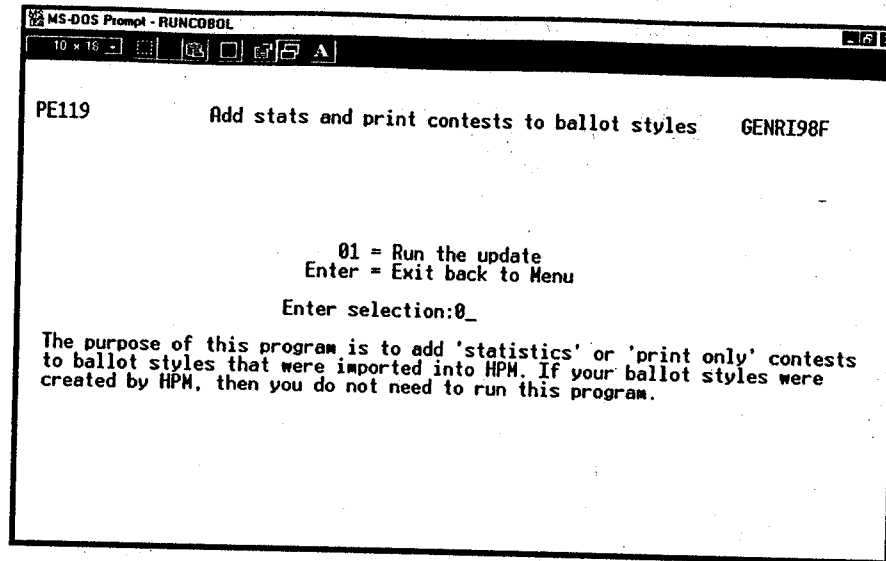 MS-DOS Prompt - RUNCOBOL
10 x 16
A
PE119 Add stats and print contests to ballot styles GENRI98F
01 = Run the update
Enter = Exit back to Menu
Enter selection:0_
The purpose of this program is to add 'statistics' or 'print only' contests
to ballot styles that were imported into HPM. If your ballot styles were
created by HPM, then you do not need to run this program.